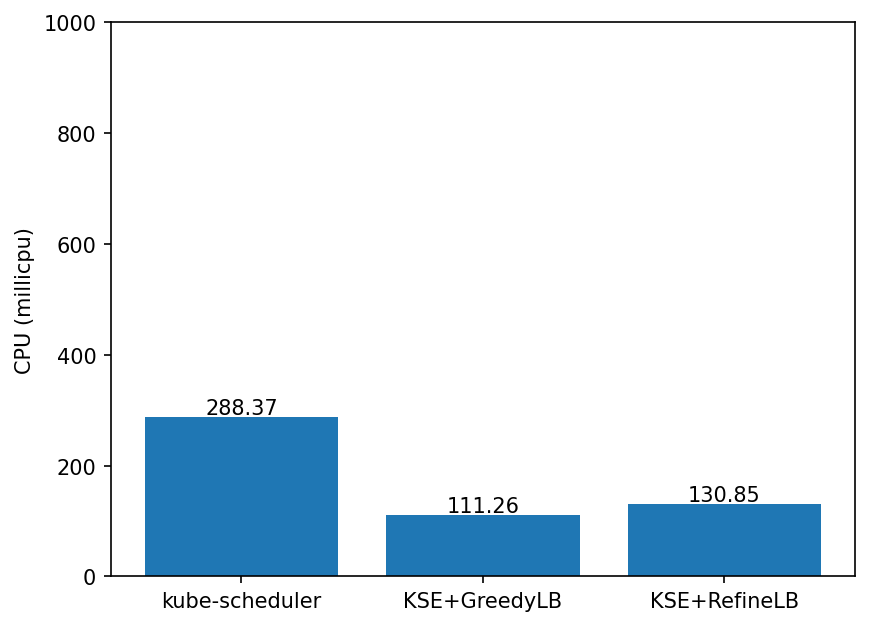 1000
800
600
400
200
0
CPU (millicpu)
288.37
111.26
130.85
kube-scheduler
KSE+GreedyLB
KSE+RefineLB